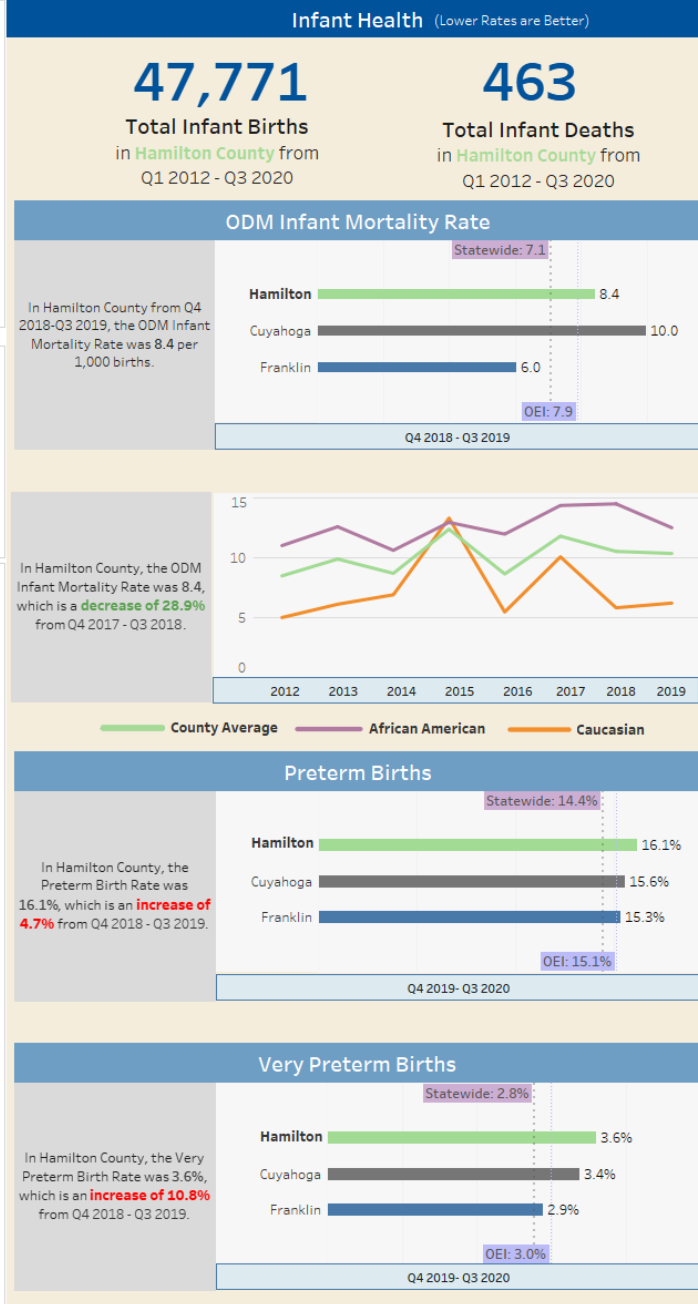 Infant Health (Lower Rates are Better)
47,771
Total Infant Births
in Hamilton County from
Q1 2012 - Q3 2020
463
Total Infant Deaths
in Hamilton County from
Q1 2012 - Q3 2020
ODM Infant Mortality Rate
In Hamilton County from Q4
2018-Q3 2019, the ODM Infant
Mortality Rate was 8.4 per
1,000 births.
Statewide: 7.1
Hamilton 8.4
Cuyahoga 10.0
Franklin 6.0
OEI: 7.9
Q4 2018 - Q3 2019
In Hamilton County, the ODM
Infant Mortality Rate was 8.4,
which is a decrease of 28.9%
from Q4 2017 - Q3 2018.
15
10
5
0
2012 2013 2014 2015 2016 2017 2018 2019
County Average African American Caucasian
Preterm Births
In Hamilton County, the
Preterm Birth Rate was
16.1%, which is an increase of
4.7% from Q4 2018 - Q3 2019.
Statewide: 14.4%
Hamilton 16.1%
Cuyahoga 15.6%
Franklin 15.3%
OEI: 15.1%
Q4 2019- Q3 2020
Very Preterm Births
In Hamilton County, the Very
Preterm Birth Rate was 3.6%,
which is an increase of 10.8%
from Q4 2018 - Q3 2019.
Statewide: 2.8%
Hamilton 3.6%
Cuyahoga 3.4%
Franklin 2.9%
OEI: 3.0%
Q4 2019- Q3 2020